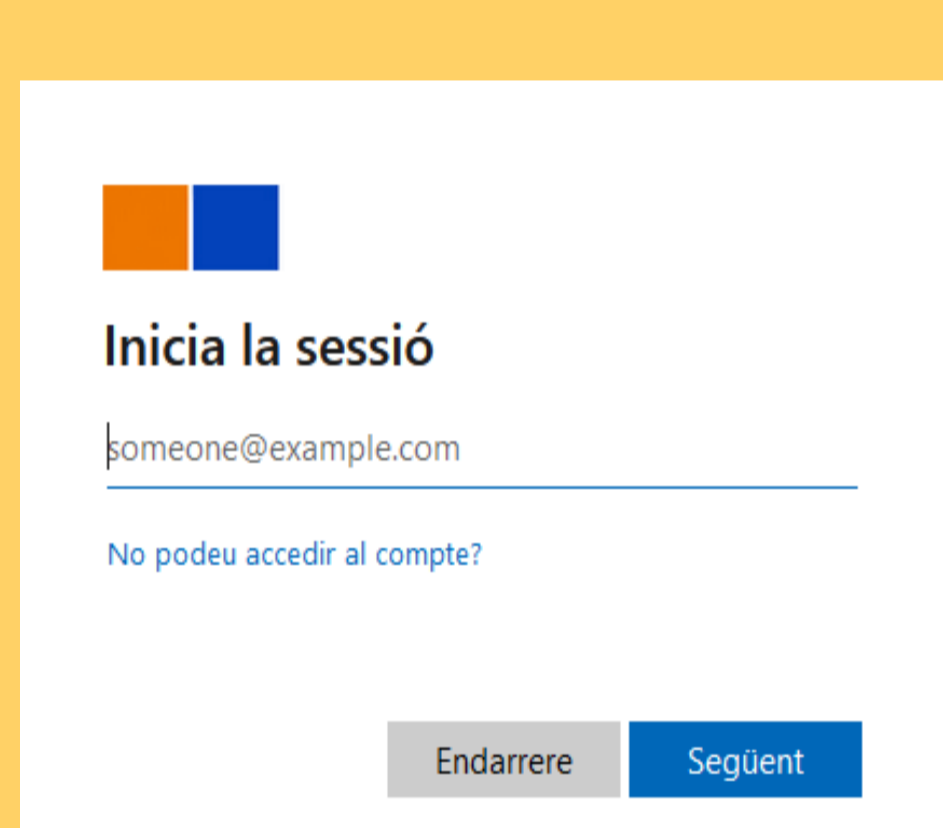 Inicia la sessió
someone@example.com
No podeu accedir al compte?
Endarrere Següent